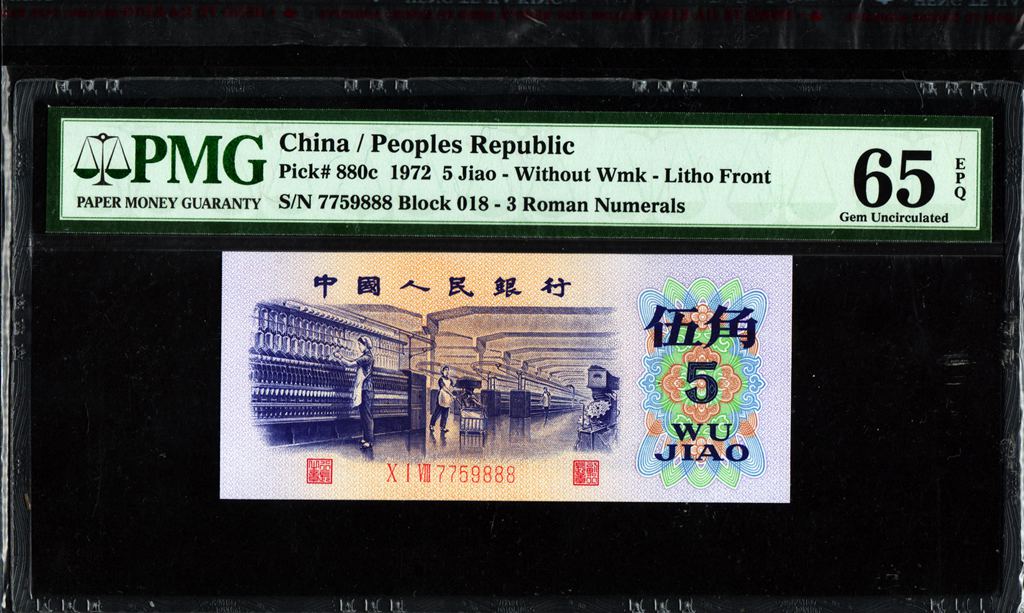 PMG
PAPER MONEY GUARANTY
China / Peoples Republic
Pick# 880c 1972 5 Jiao - Without Wmk - Litho Front
S/N 7759888 Block 018 - 3 Roman Numerals
65
EPQ
Gem Uncirculated
中國人民銀行
伍角
5
WU
JIAO
X I VIII 7759888